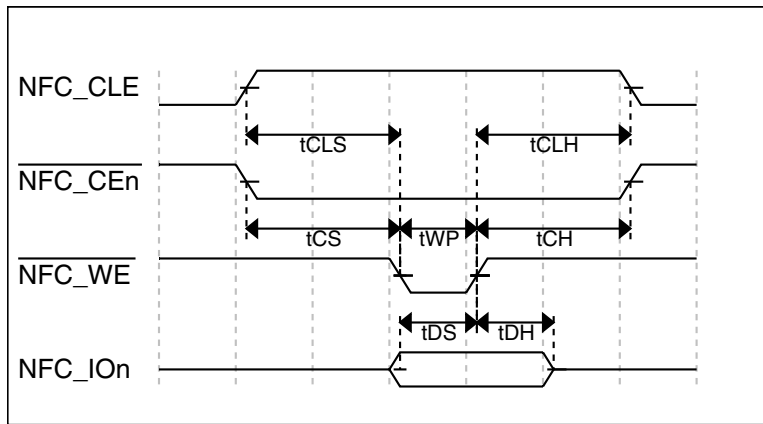 NFC_CLE
tCLS tCLH
NFC_CEn
tCS tWP tCH
NFC_WE
tDS tDH
NFC_IOn